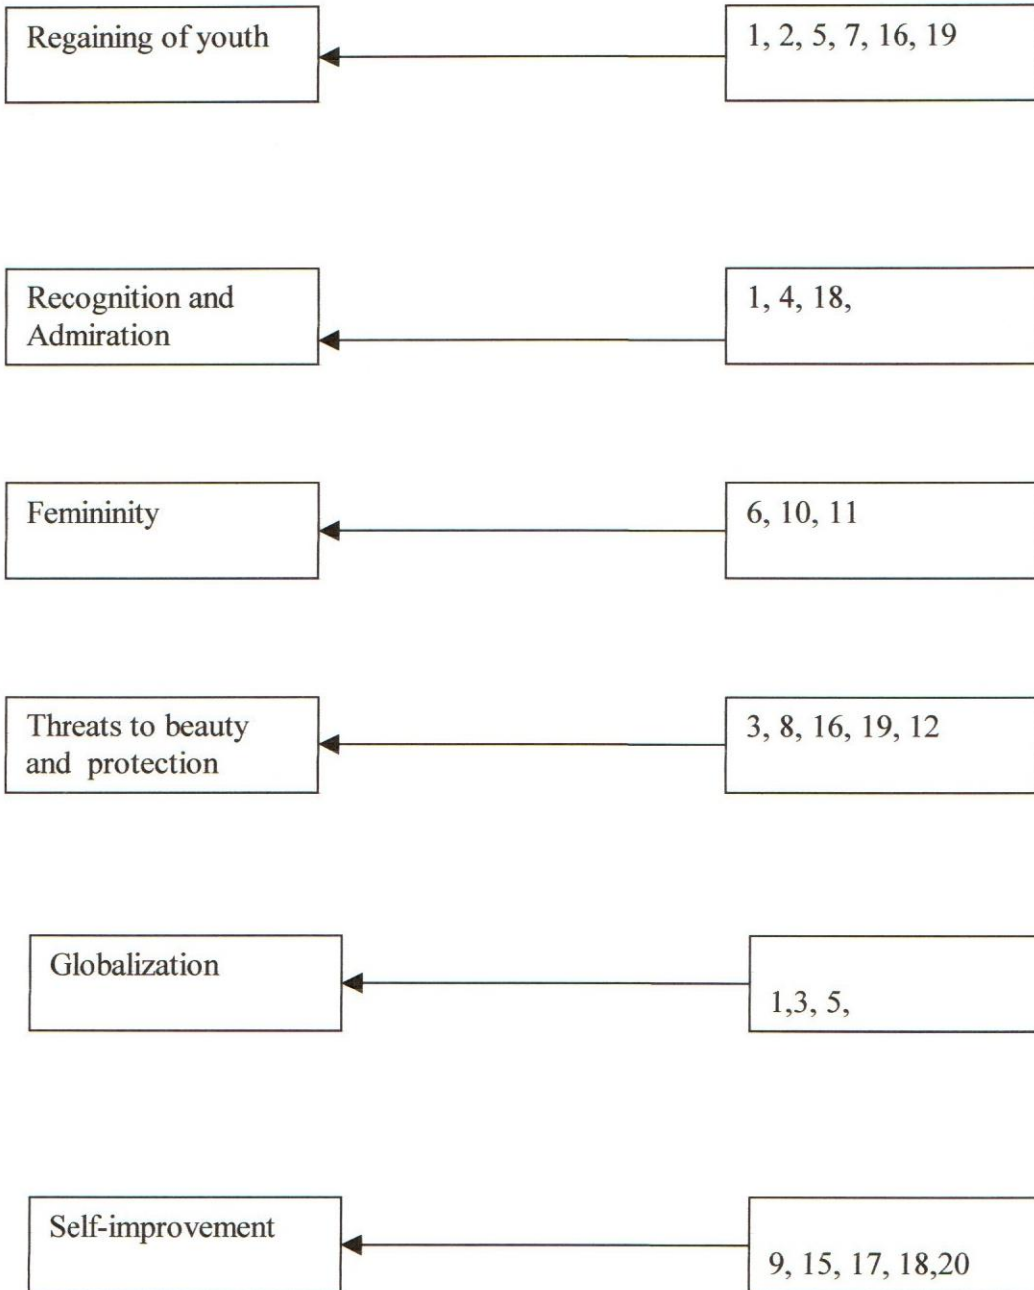 Regaining of youth
1, 2, 5, 7, 16, 19
Recognition and
Admiration
1, 4, 18,
Femininity
6, 10, 11
Threats to beauty
and protection
3, 8, 16, 19, 12
Globalization
1,3, 5,
Self-improvement
9, 15, 17, 18,20